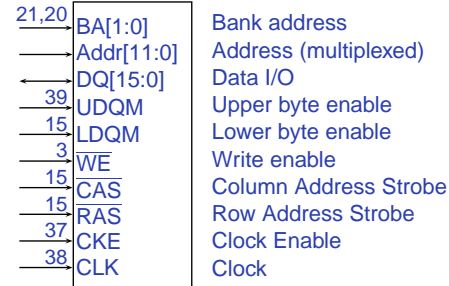 21,20 BA[1:0] Bank address
Addr[11:0] Address (multiplexed)
DQ[15:0] Data I/O
39 UDQM Upper byte enable
15 LDQM Lower byte enable
3 WE Write enable
15 CAS Column Address Strobe
15 RAS Row Address Strobe
37 CKE Clock Enable
38 CLK Clock